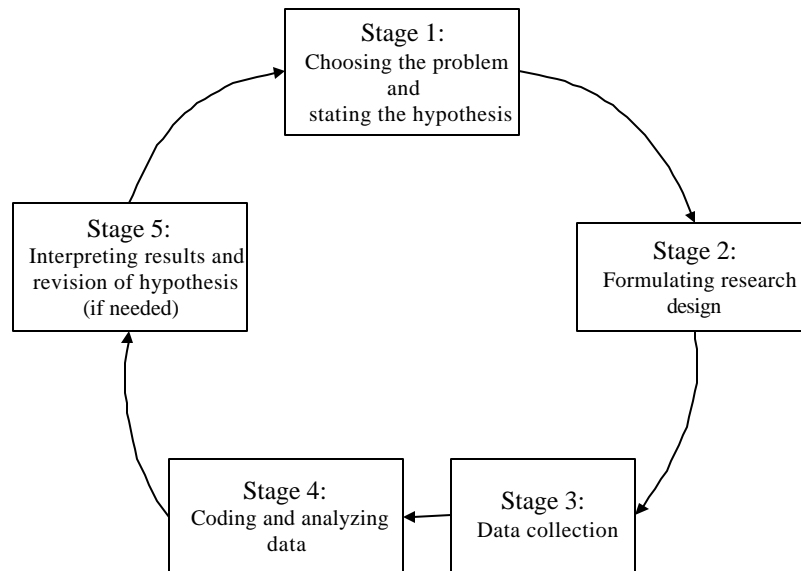 Stage 1:
Choosing the problem
and
stating the hypothesis
Stage 2:
Formulating research
design
Stage 3:
Data collection
Stage 4:
Coding and analyzing
data
Stage 5:
Interpreting results and
revision of hypothesis
(if needed)